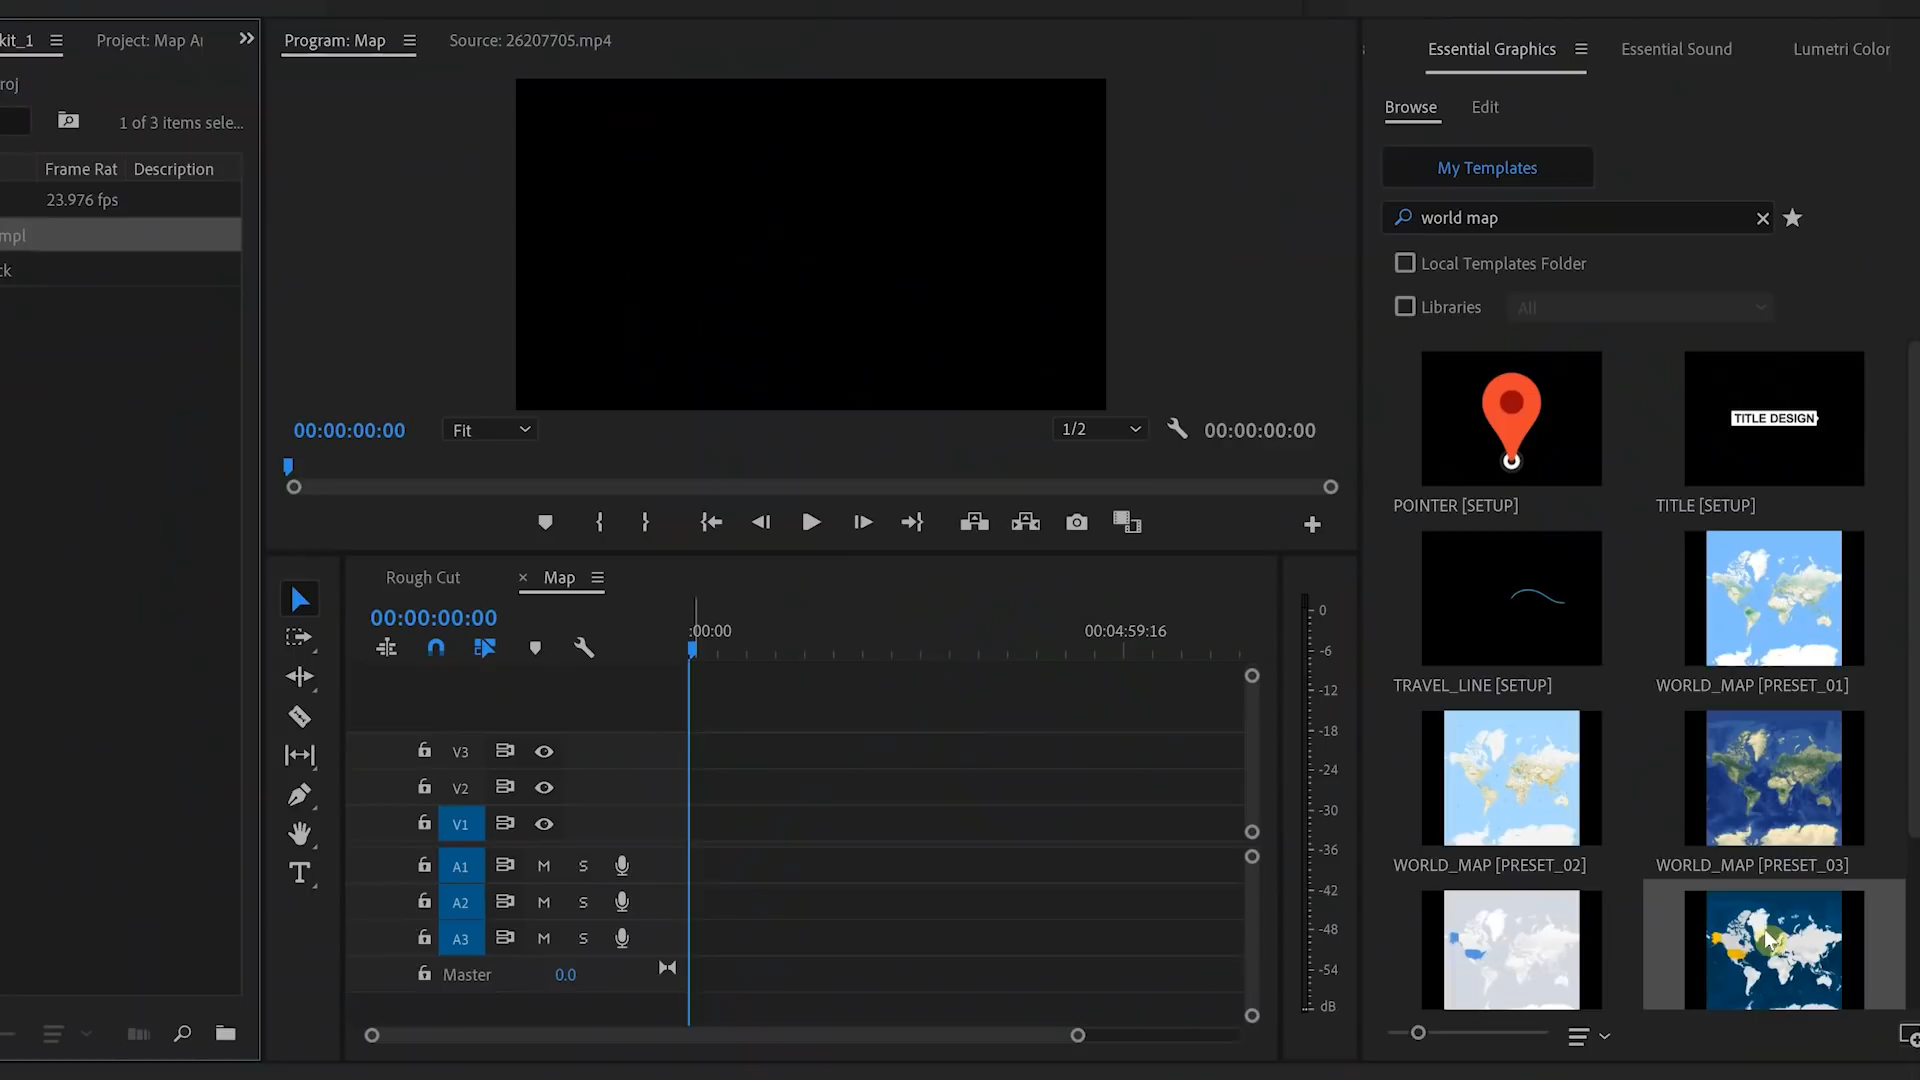 kit_1
Project: Map Ar
Program: Map
Source: 26207705.mp4
Essential Graphics
Essential Sound
Lumetri Color
roj
Browse
Edit
1 of 3 items sele...
My Templates
Frame Rat
Description
23.976 fps
world map
mpl
ck
Local Templates Folder
Libraries
All
TITLE DESIGN
00:00:00:00
Fit
1/2
00:00:00:00
POINTER [SETUP]
TITLE [SETUP]
Rough Cut
Map
00:00:00:00
:00:00
00:04:59:16
0
-6
-12
-18
-24
-30
-36
-42
-48
-54
dB
TRAVEL_LINE [SETUP]
WORLD_MAP [PRESET_01]
V3
V2
V1
A1
M
S
A2
M
S
A3
M
S
Master
0.0
WORLD_MAP [PRESET_02]
WORLD_MAP [PRESET_03]